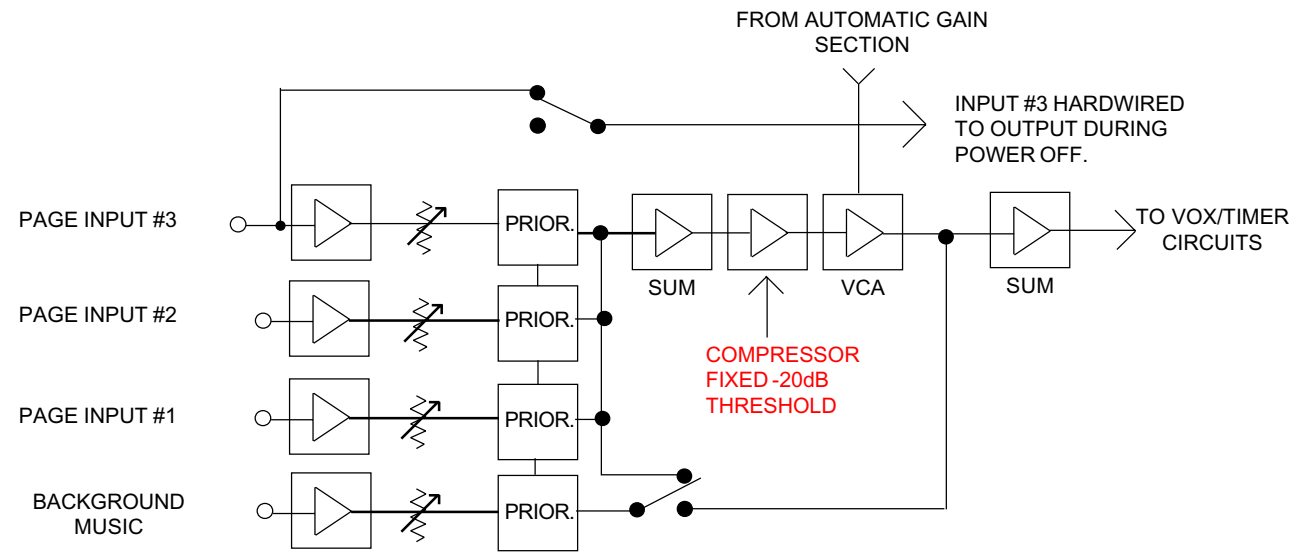 FROM AUTOMATIC GAIN
SECTION
INPUT #3 HARDWIRED
TO OUTPUT DURING
POWER OFF.
PAGE INPUT #3
PRIOR.
SUM
VCA
SUM
TO VOX/TIMER
CIRCUITS
PAGE INPUT #2
PRIOR.
COMPRESSOR
FIXED -20dB
THRESHOLD
PAGE INPUT #1
PRIOR.
BACKGROUND
MUSIC
PRIOR.